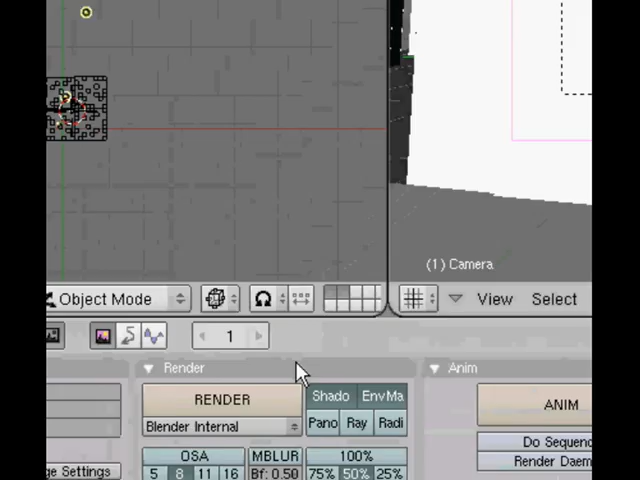 (1) Camera
Object Mode
View Select
1
Render
Anim
RENDER
Shado EnvMa
ANIM
Blender Internal
Pano Ray Radi
Do Sequenc
OSA
MBLUR
100%
Render Daem
ge Settings
5 8 11 16
Bf: 0.50
75% 50% 25%